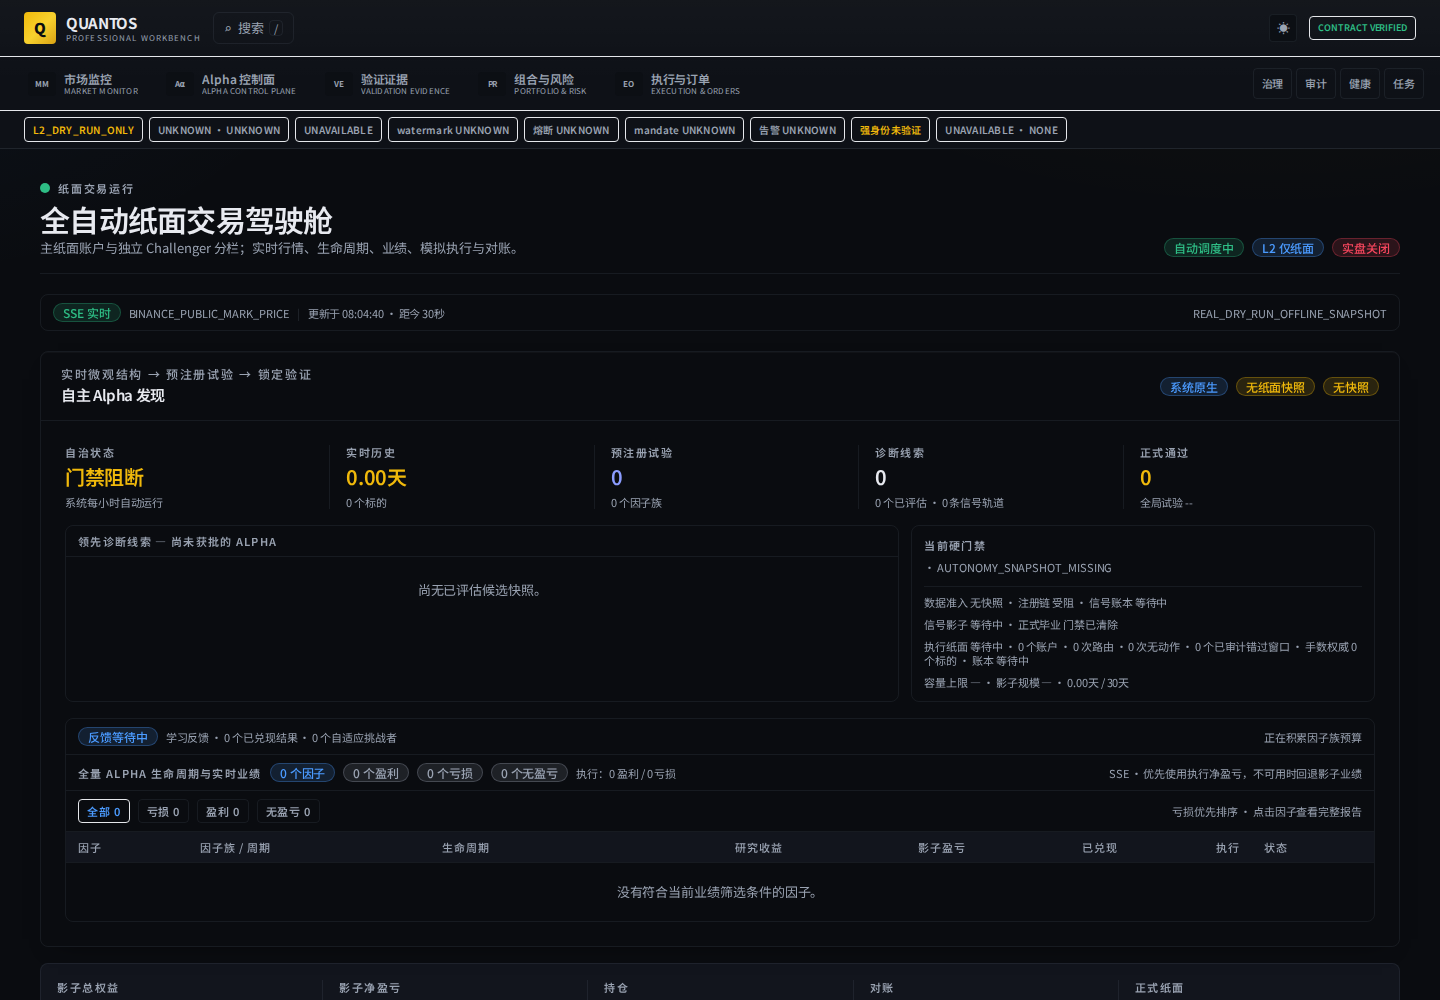 Q QUANTOS
PROFESSIONAL WORKBENCH
搜索 /
CONTRACT VERIFIED
MM 市场监控
MARKET MONITOR
Aα Alpha 控制面
ALPHA CONTROL PLANE
VE 验证证据
VALIDATION EVIDENCE
PR 组合与风险
PORTFOLIO & RISK
EO 执行与订单
EXECUTION & ORDERS
治理 审计 健康 任务
L2_DRY_RUN_ONLY UNKNOWN · UNKNOWN UNAVAILABLE watermark UNKNOWN 熔断 UNKNOWN mandate UNKNOWN 告警 UNKNOWN 强身份未验证 UNAVAILABLE · NONE
纸面交易运行
全自动纸面交易驾驶舱
主纸面账户与独立 Challenger 分栏；实时行情、生命周期、业绩、模拟执行与对账。
自动调度中 L2 仅纸面 实盘关闭
SSE 实时 BINANCE_PUBLIC_MARK_PRICE 更新于 08:04:40 · 距今 30秒 REAL_DRY_RUN_OFFLINE_SNAPSHOT
实时微观结构 → 预注册试验 → 锁定验证
自主 Alpha 发现
系统原生 无纸面快照 无快照
自治状态
门禁阻断
系统每小时自动运行
实时历史
0.00天
0 个标的
预注册试验
0
0 个因子族
诊断线索
0
0 个已评估 · 0条信号轨道
正式通过
0
全局试验 --
领先诊断线索 — 尚未获批的 ALPHA
尚无已评估候选快照。
当前硬门禁
· AUTONOMY_SNAPSHOT_MISSING
数据准入 无快照 · 注册链 受阻 · 信号账本 等待中
信号影子 等待中 · 正式毕业 门禁已清除
执行纸面 等待中 · 0 个账户 · 0 次路由 · 0 次无动作 · 0 个已审计错过窗口 · 手数权威 0
个标的 · 账本 等待中
容量上限 — · 影子规模 — · 0.00天 / 30天
反馈等待中 学习反馈 · 0 个已兑现结果 · 0 个自适应挑战者 正在积累因子族预算
全量 ALPHA 生命周期与实时业绩 0 个因子 0 个盈利 0 个亏损 0 个无盈亏 执行：0 盈利 / 0 亏损 SSE · 优先使用执行净盈亏，不可用时回退影子业绩
全部 0 亏损 0 盈利 0 无盈亏 0 亏损优先排序 · 点击因子查看完整报告
因子 因子族 / 周期 生命周期 研究收益 影子盈亏 已兑现 执行 状态
没有符合当前业绩筛选条件的因子。
影子总权益 影子净盈亏 持仓 对账 正式纸面